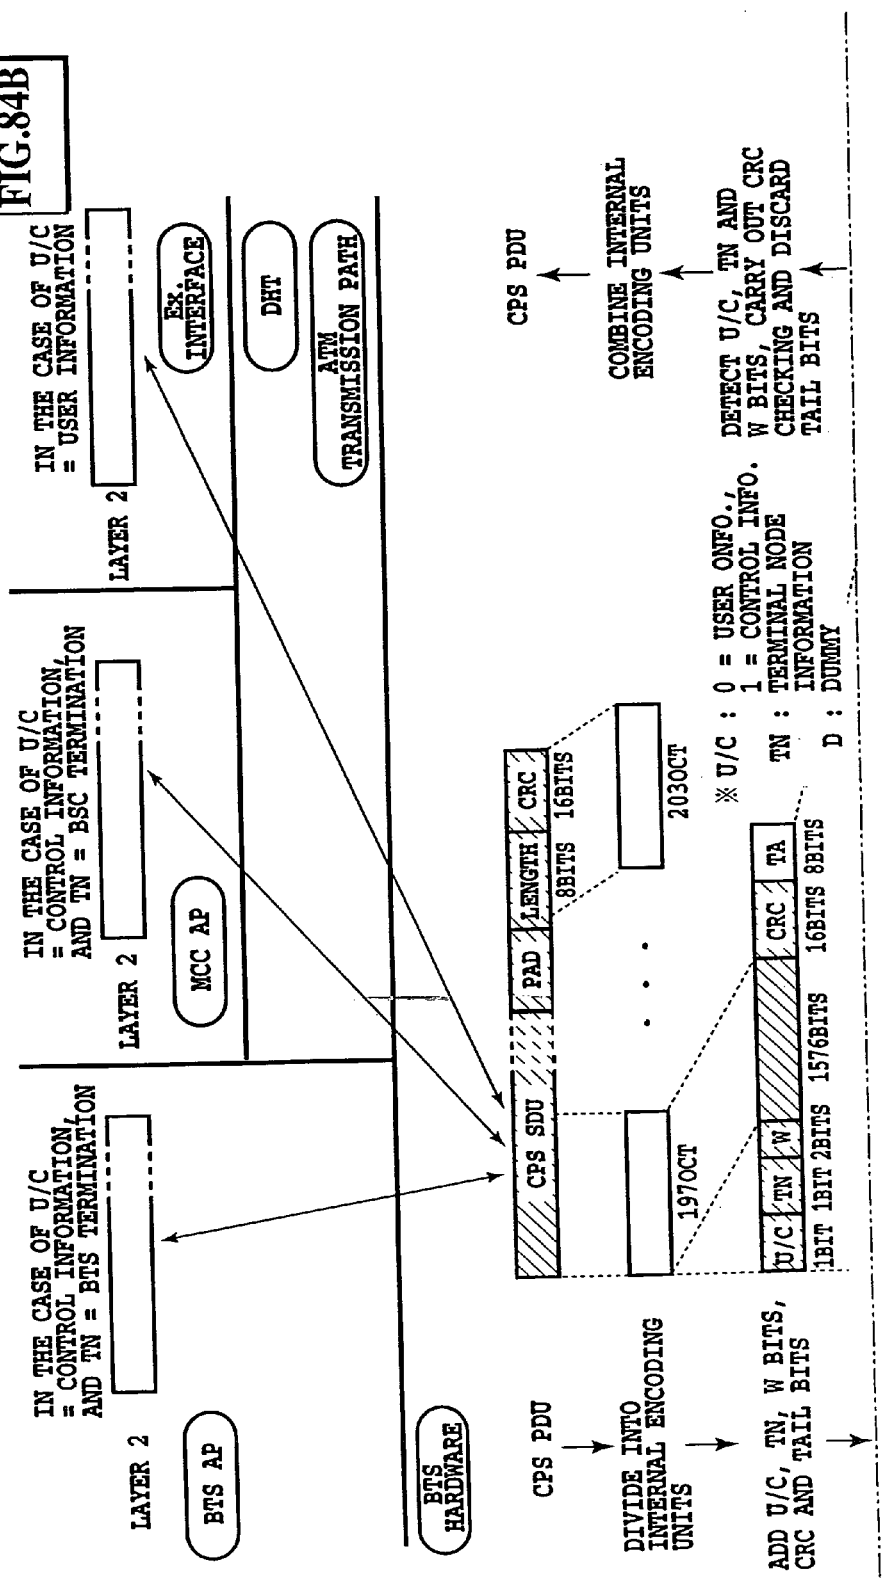 FIG.84B
IN THE CASE OF U/C
= CONTROL INFORMATION,
AND TN = BTS TERMINATION
IN THE CASE OF U/C
= CONTROL INFORMATION,
AND TN = BSC TERMINATION
IN THE CASE OF U/C
= USER INFORMATION
LAYER 2
LAYER 2
LAYER 2
BTS AP
MCC AP
Ex.
INTERFACE
DHT
ATM
TRANSMISSION PATH
BTS
HARDWARE
CPS PDU
CPS SDU
PAD
LENGTH
CRC
8BITS
16BITS
CPS PDU
DIVIDE INTO
INTERNAL ENCODING
UNITS
197OCT
203OCT
COMBINE INTERNAL
ENCODING UNITS
ADD U/C, TN, W BITS,
CRC AND TAIL BITS
U/C
TN
W
CRC
TA
1BIT 1BIT 2BITS
1576BITS
16BITS 8BITS
※ U/C : 0 = USER ONFO.,
1 = CONTROL INFO.
TN : TERMINAL NODE
INFORMATION
D : DUMMY
DETECT U/C, TN AND
W BITS, CARRY OUT CRC
CHECKING AND DISCARD
TAIL BITS